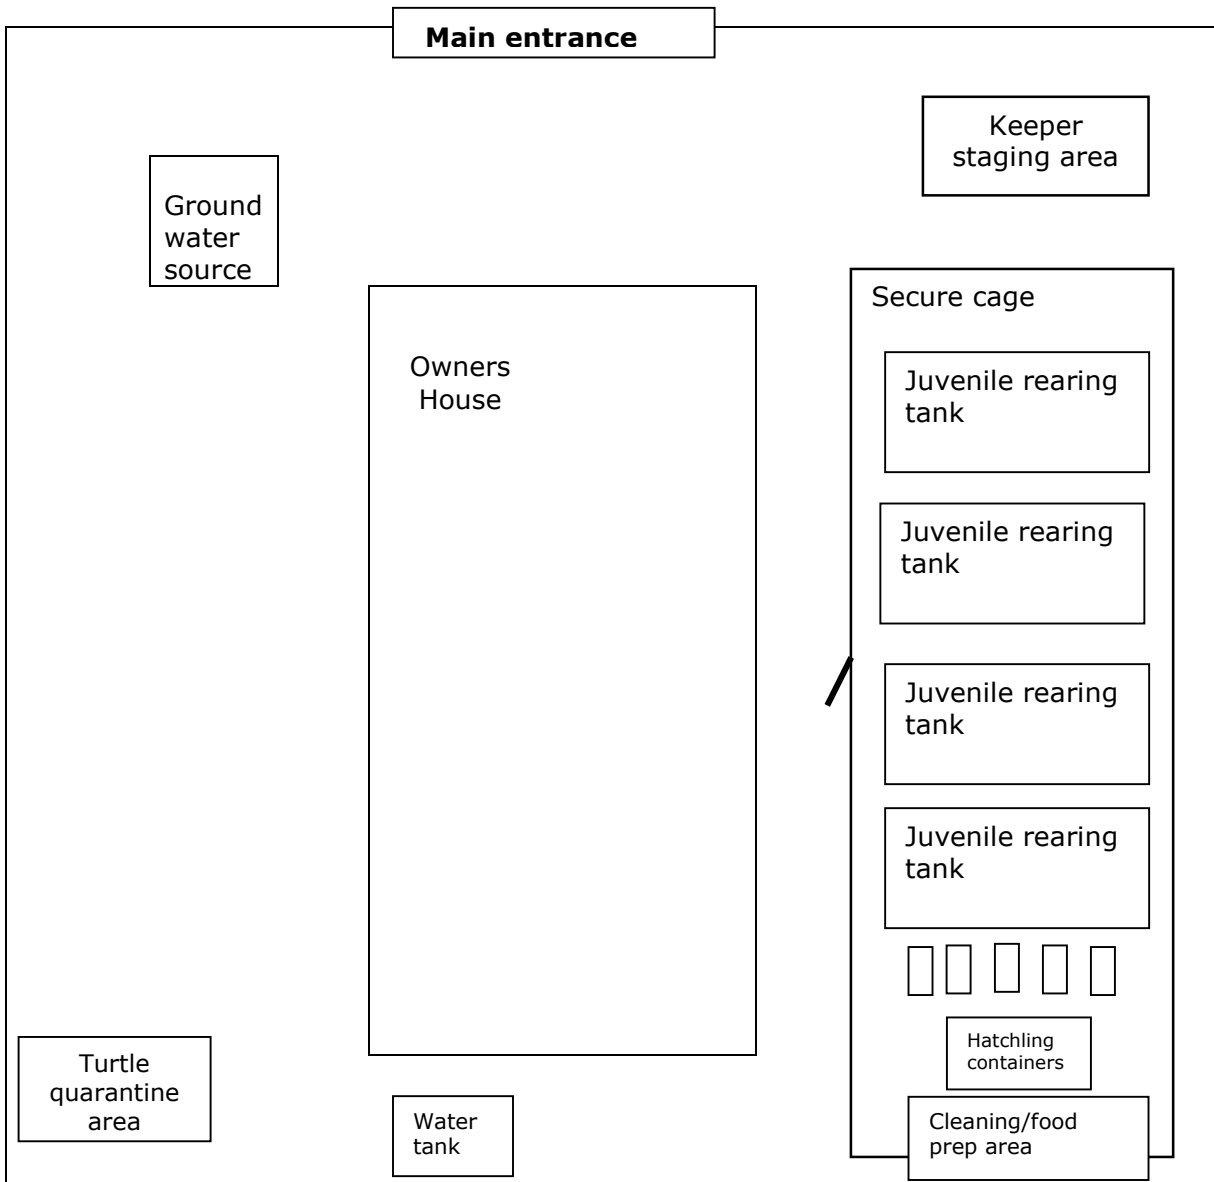 Main entrance
Keeper
staging area
Ground
water
source
Secure cage
Owners
House
Juvenile rearing
tank
Juvenile rearing
tank
Juvenile rearing
tank
Juvenile rearing
tank
Hatchling
containers
Turtle
quarantine
area
Water
tank
Cleaning/food
prep area